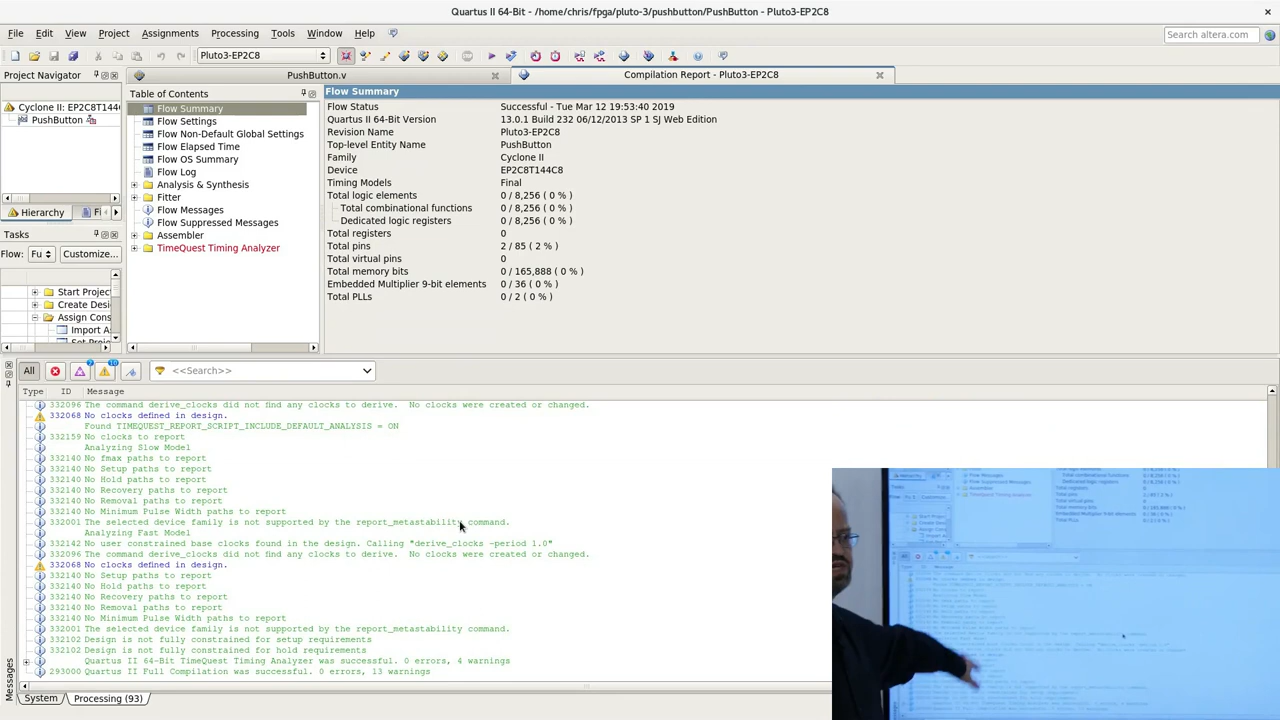 Quartus II 64-Bit - /home/chris/fpga/pluto-3/pushbutton/PushButton - Pluto3-EP2C8
File Edit View Project Assignments Processing Tools Window Help
Search altera.com
Pluto3-EP2C8
Project Navigator
PushButton.v
Compilation Report - Pluto3-EP2C8
Cyclone II: EP2C8T144C
PushButton
Hierarchy
Tasks
Flow: Fu Customize...
Start Projec
Create Desi
Assign Cons
Import A
Set Proj
Table of Contents
Flow Summary
Flow Settings
Flow Non-Default Global Settings
Flow Elapsed Time
Flow OS Summary
Flow Log
Analysis & Synthesis
Fitter
Flow Messages
Flow Suppressed Messages
Assembler
TimeQuest Timing Analyzer
Flow Summary
Flow Status Successful - Tue Mar 12 19:53:40 2019
Quartus II 64-Bit Version 13.0.1 Build 232 06/12/2013 SP 1 SJ Web Edition
Revision Name Pluto3-EP2C8
Top-level Entity Name PushButton
Family Cyclone II
Device EP2C8T144C8
Timing Models Final
Total logic elements 0 / 8,256 ( 0 % )
Total combinational functions 0 / 8,256 ( 0 % )
Dedicated logic registers 0 / 8,256 ( 0 % )
Total registers 0
Total pins 2 / 85 ( 2 % )
Total virtual pins 0
Total memory bits 0 / 165,888 ( 0 % )
Embedded Multiplier 9-bit elements 0 / 36 ( 0 % )
Total PLLs 0 / 2 ( 0 % )
All <<Search>>
Type ID Message
332096 The command derive_clocks did not find any clocks to derive.  No clocks were created or changed.
332068 No clocks defined in design.
Found TIMEQUEST_REPORT_SCRIPT_INCLUDE_DEFAULT_ANALYSIS = ON
332159 No clocks to report
Analyzing Slow Model
332140 No fmax paths to report
332140 No Setup paths to report
332140 No Hold paths to report
332140 No Recovery paths to report
332140 No Removal paths to report
332140 No Minimum Pulse Width paths to report
332001 The selected device family is not supported by the report_metastability command.
Analyzing Fast Model
332142 No user constrained base clocks found in the design. Calling "derive_clocks -period 1.0"
332096 The command derive_clocks did not find any clocks to derive.  No clocks were created or changed.
332068 No clocks defined in design.
332140 No Setup paths to report
332140 No Hold paths to report
332140 No Recovery paths to report
332140 No Removal paths to report
332140 No Minimum Pulse Width paths to report
332001 The selected device family is not supported by the report_metastability command.
332102 Design is not fully constrained for setup requirements
332102 Design is not fully constrained for hold requirements
Quartus II 64-Bit TimeQuest Timing Analyzer was successful. 0 errors, 4 warnings
293000 Quartus II Full Compilation was successful. 0 errors, 13 warnings
Messages
System Processing (93)